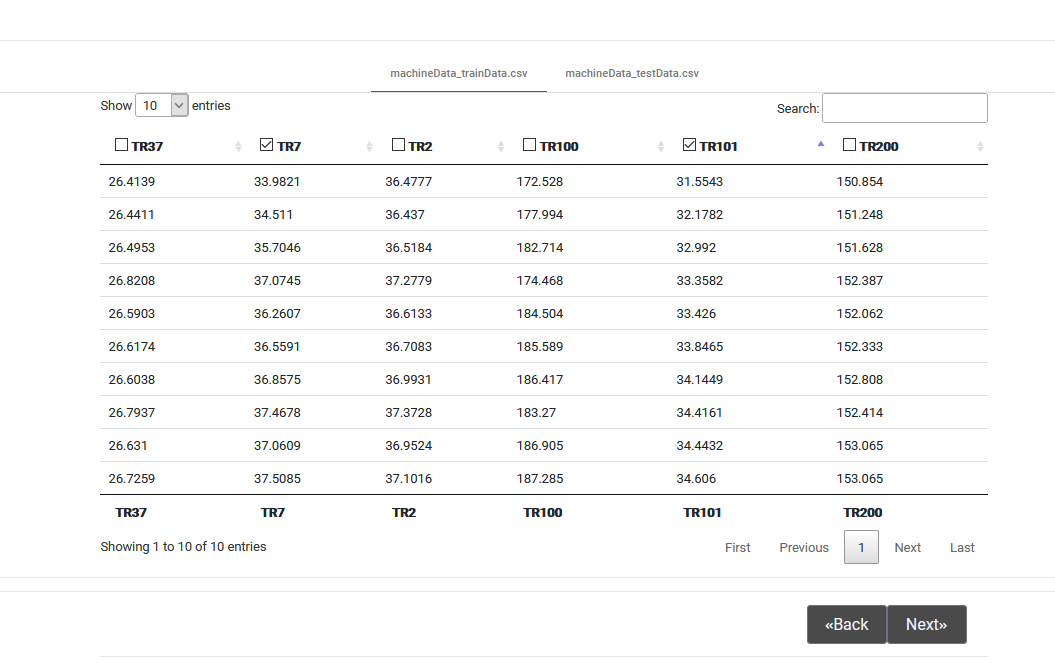 machineData_trainData.csv machineData_testData.csv
Show 10 entries Search:
TR37 TR7 TR2 TR100 TR101 TR200
26.4139 33.9821 36.4777 172.528 31.5543 150.854
26.4411 34.511 36.437 177.994 32.1782 151.248
26.4953 35.7046 36.5184 182.714 32.992 151.628
26.8208 37.0745 37.2779 174.468 33.3582 152.387
26.5903 36.2607 36.6133 184.504 33.426 152.062
26.6174 36.5591 36.7083 185.589 33.8465 152.333
26.6038 36.8575 36.9931 186.417 34.1449 152.808
26.7937 37.4678 37.3728 183.27 34.4161 152.414
26.631 37.0609 36.9524 186.905 34.4432 153.065
26.7259 37.5085 37.1016 187.285 34.606 153.065
TR37 TR7 TR2 TR100 TR101 TR200
Showing 1 to 10 of 10 entries First Previous 1 Next Last
«Back Next»